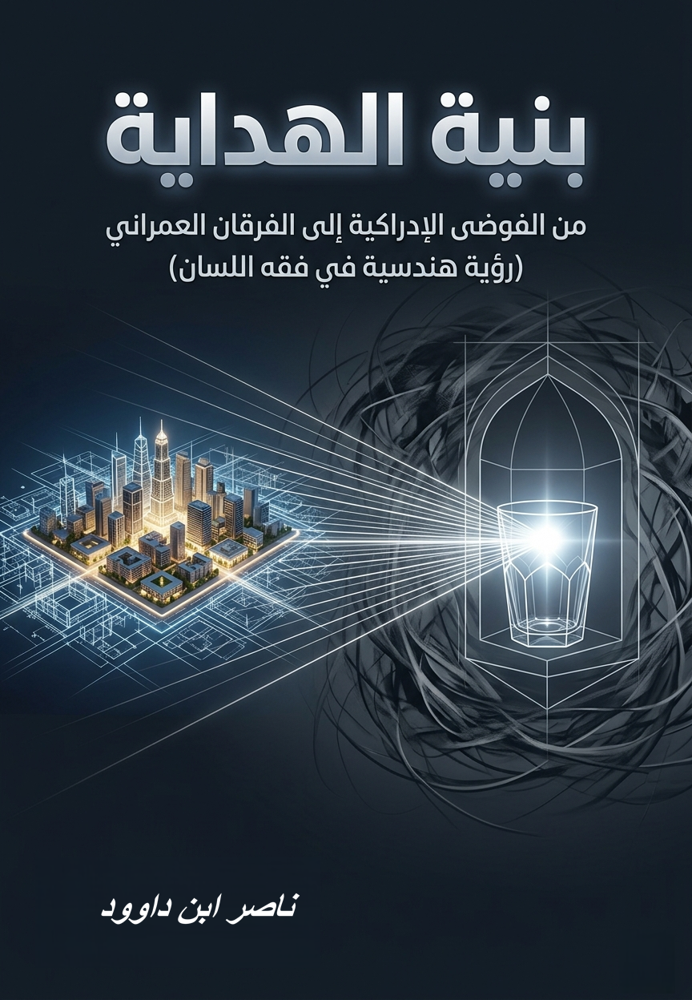 بنية الهداية
من الفوضى الإدراكية إلى الفرقان العمراني
(رؤية هندسية في فقه اللسان)
ناصر ابن داوود